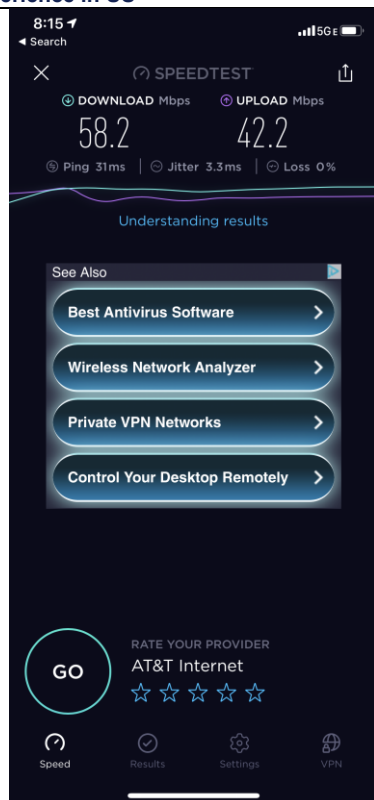 8:15
5GE
Search
SPEEDTEST
DOWNLOAD Mbps
UPLOAD Mbps
58.2
42.2
Ping 31ms
Jitter 3.3ms
Loss 0%
Understanding results
See Also
Best Antivirus Software
Wireless Network Analyzer
Private VPN Networks
Control Your Desktop Remotely
GO
RATE YOUR PROVIDER
AT&T Internet
Speed
Results
Settings
VPN